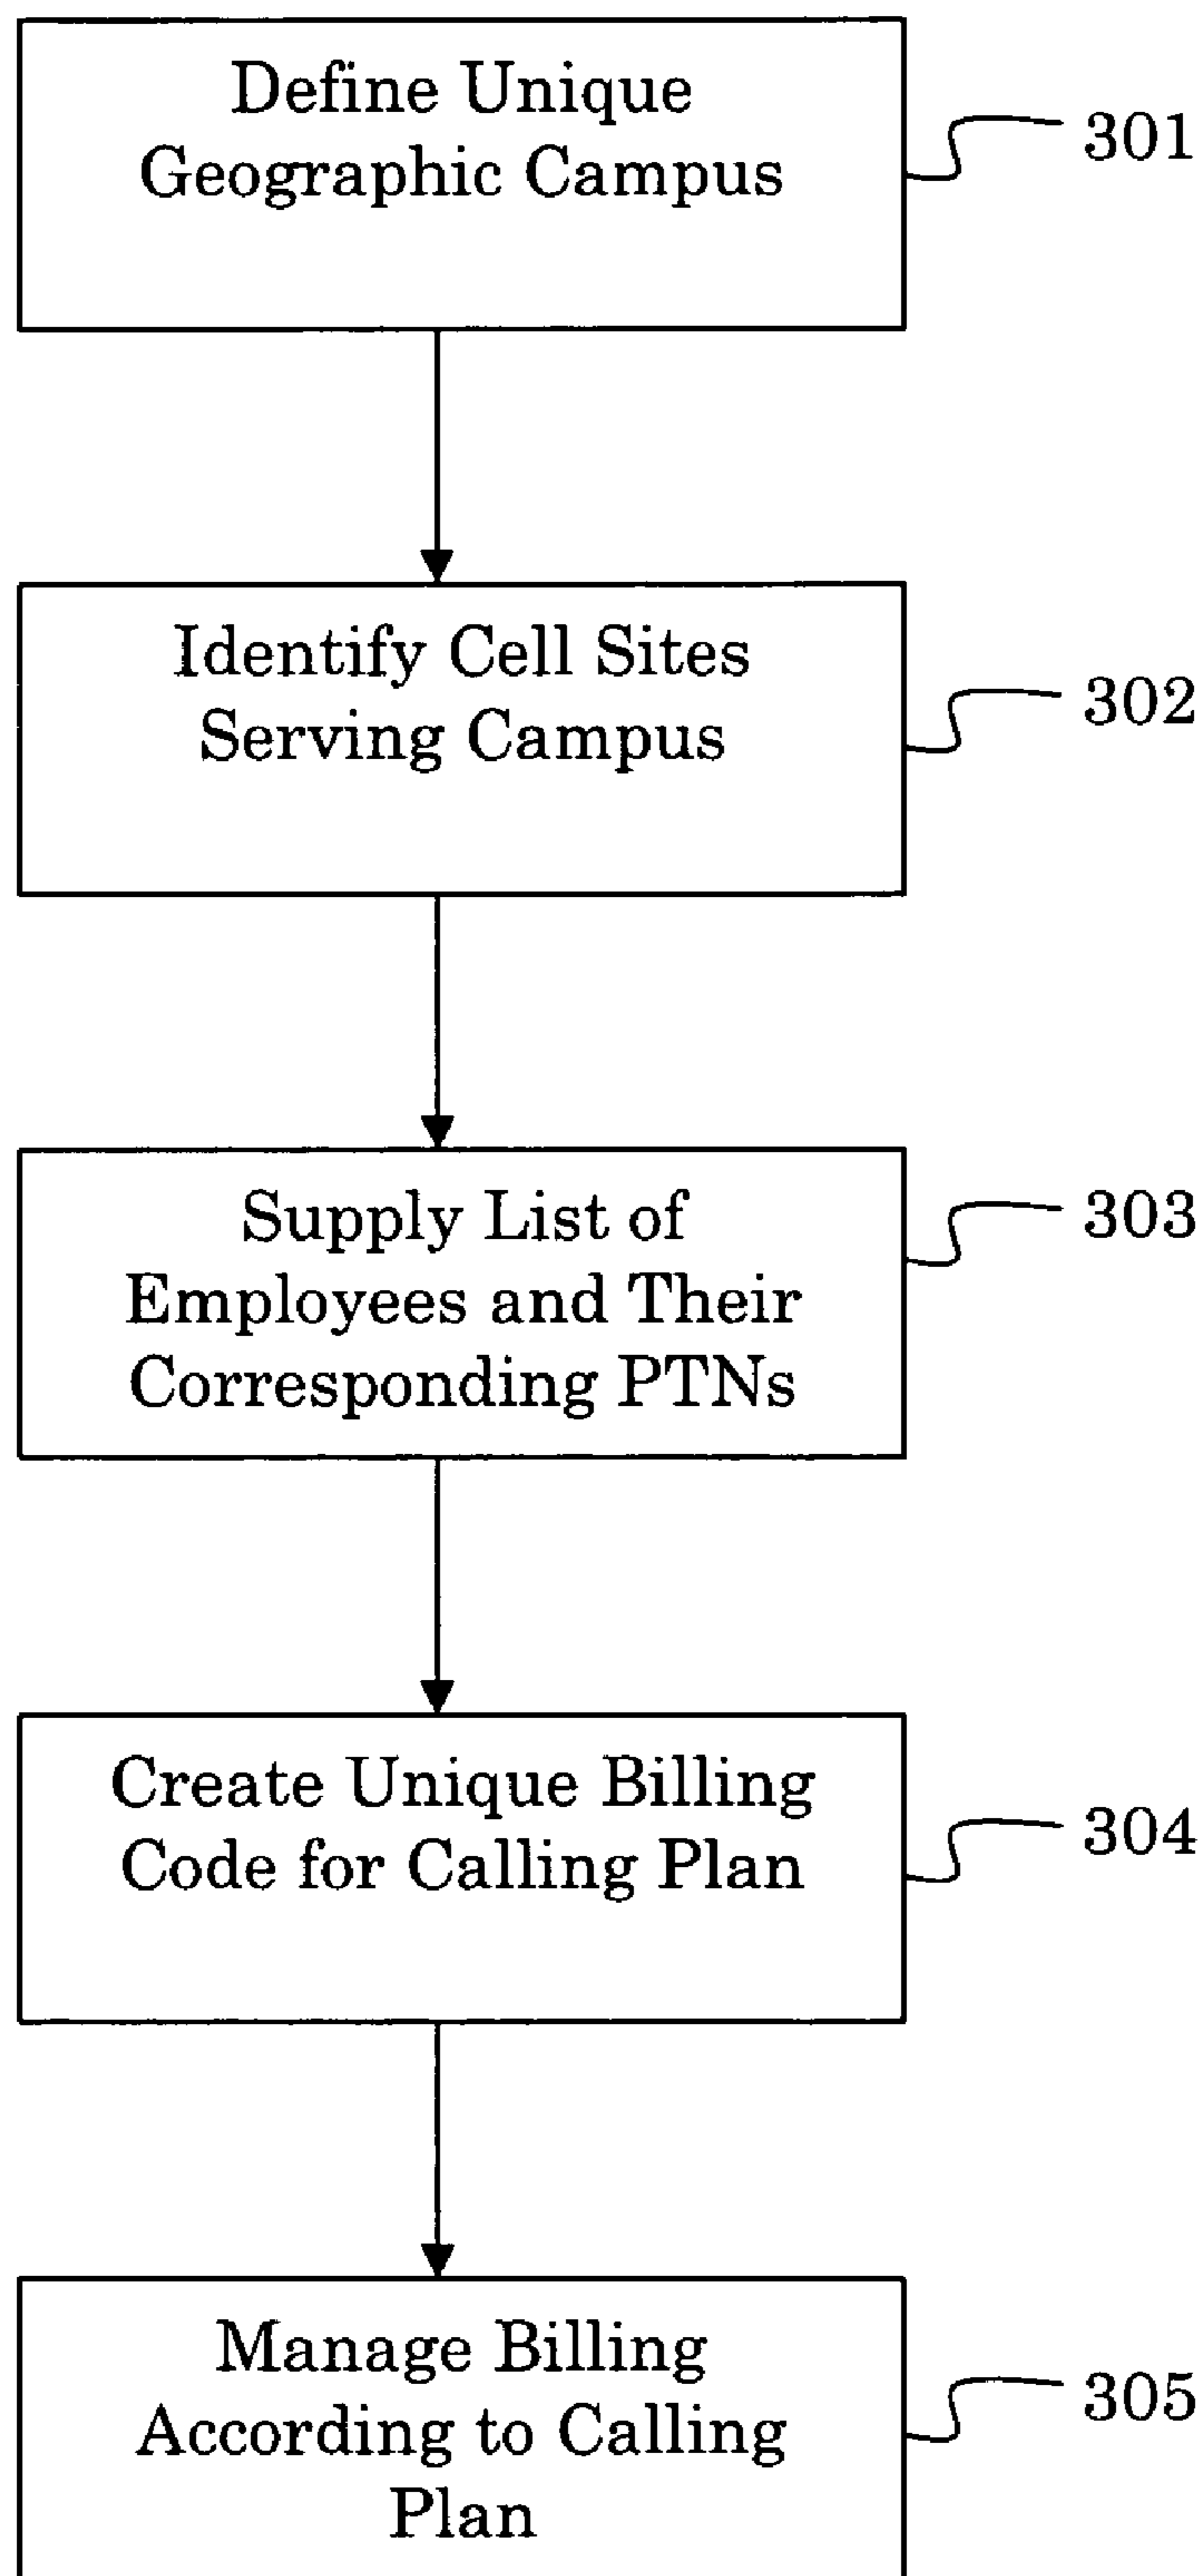 Define Unique
Geographic Campus
301
Identify Cell Sites
Serving Campus
302
Supply List of
Employees and Their
Corresponding PTNs
303
Create Unique Billing
Code for Calling Plan
304
Manage Billing
According to Calling
Plan
305